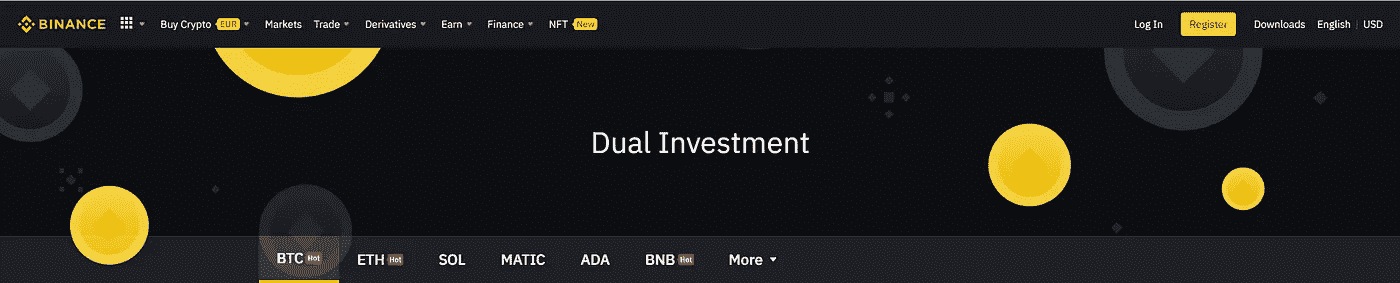 BINANCE Buy Crypto EUR Markets Trade Derivatives Earn Finance NFT New Log In Register Downloads English USD
Dual Investment
BTC Hot ETH Hot SOL MATIC ADA BNB Hot More